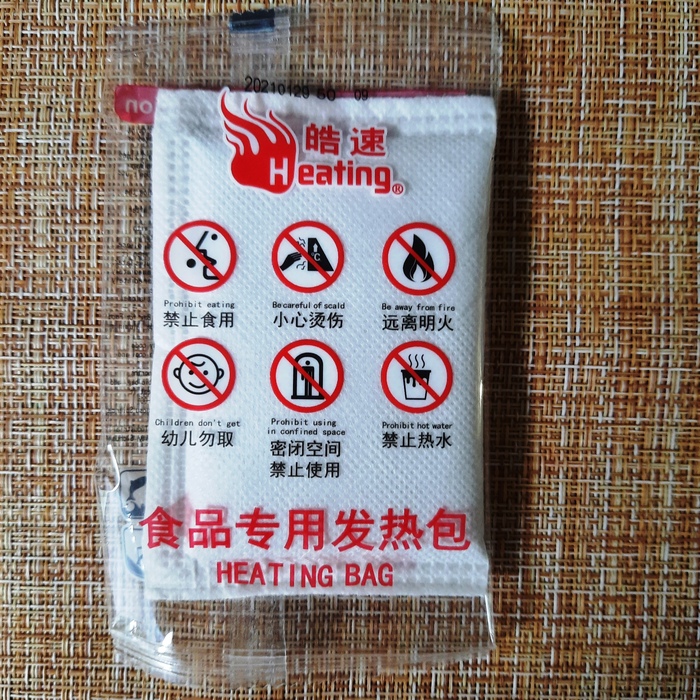 20210129 50 09
no
皓速
Heating®
Prohibit eating
禁止食用
Be careful of scald
小心烫伤
Be away from fire
远离明火
℃
Children don't get
幼儿勿取
Prohibit using
in confined space
密闭空间
禁止使用
Prohibit hot water
禁止热水
食品专用发热包
HEATING BAG